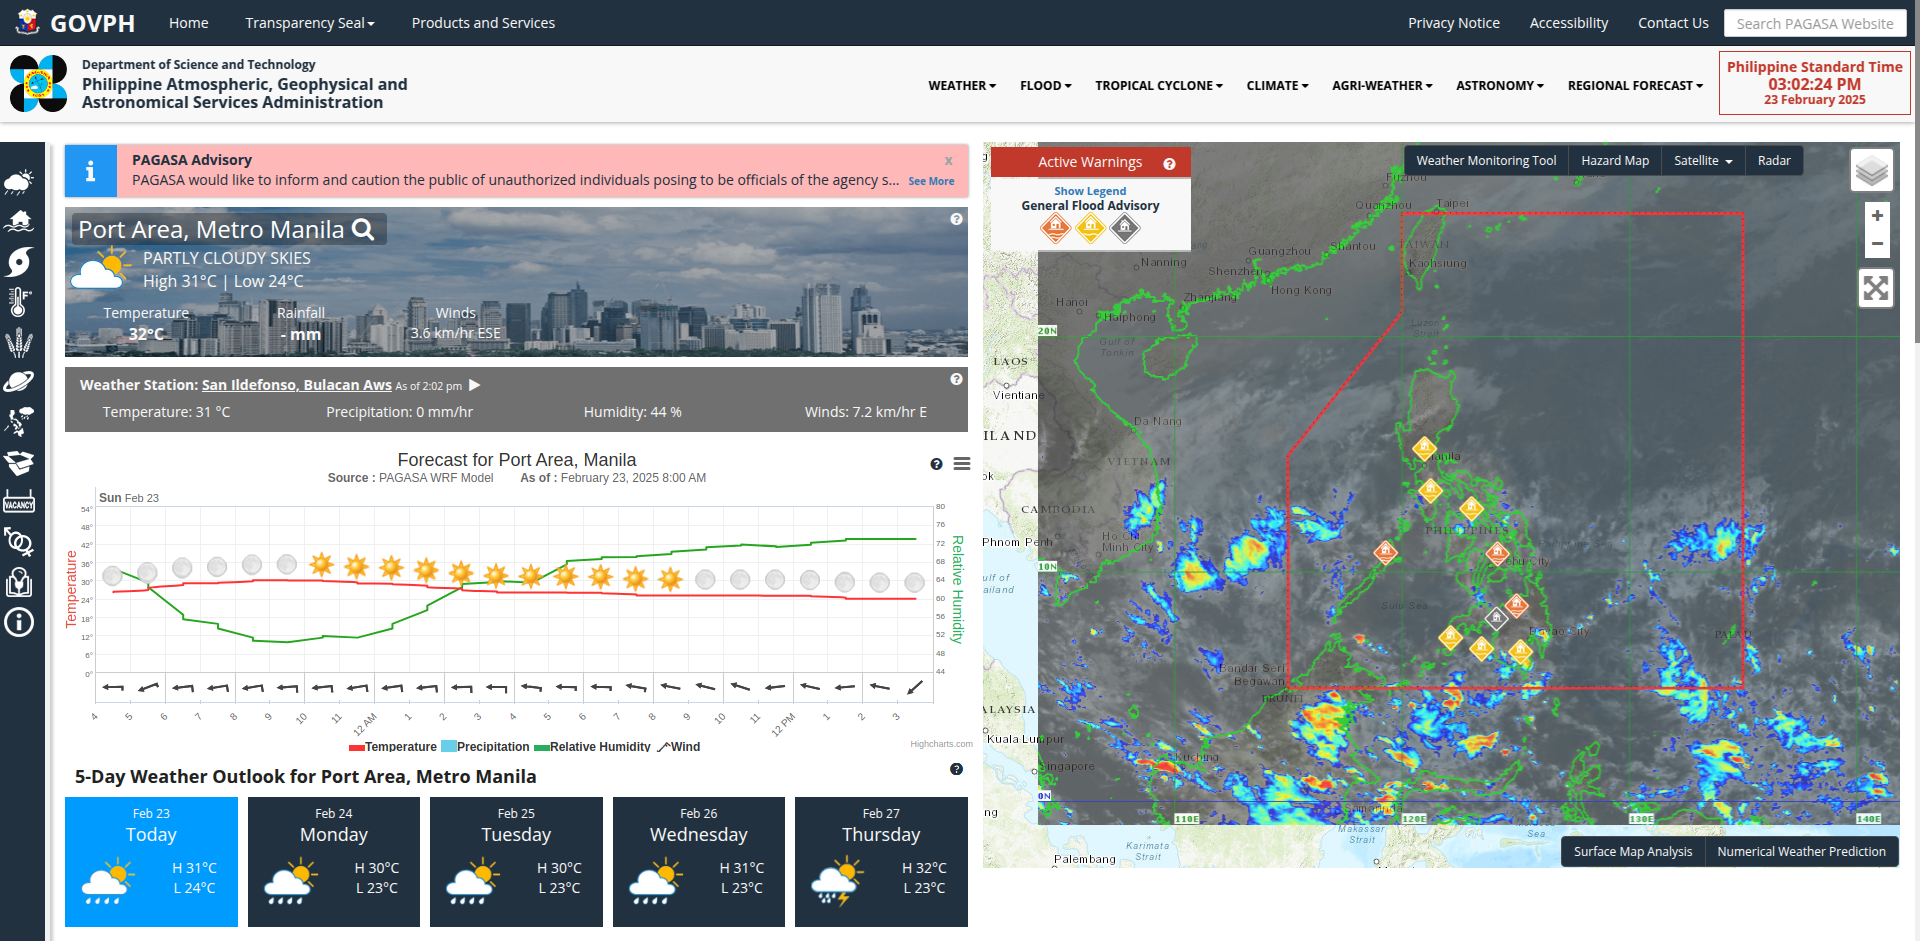 GOVPH
Home
Transparency Seal
Products and Services
Privacy Notice
Accessibility
Contact Us
Search PAGASA Website
Department of Science and Technology
Philippine Atmospheric, Geophysical and
Astronomical Services Administration
WEATHER
FLOOD
TROPICAL CYCLONE
CLIMATE
AGRI-WEATHER
ASTRONOMY
REGIONAL FORECAST
Philippine Standard Time
03:02:24 PM
23 February 2025
VACANCY
PAGASA Advisory
x
PAGASA would like to inform and caution the public of unauthorized individuals posing to be officials of the agency s... See More
Port Area, Metro Manila
PARTLY CLOUDY SKIES
High 31°C | Low 24°C
Temperature
32°C
Rainfall
- mm
Winds
3.6 km/hr ESE
Weather Station: San Ildefonso, Bulacan Aws As of 2:02 pm
Temperature: 31 °C
Precipitation: 0 mm/hr
Humidity: 44 %
Winds: 7.2 km/hr E
Forecast for Port Area, Manila
Source : PAGASA WRF Model As of : February 23, 2025 8:00 AM
Sun Feb 23
54°
48°
42°
36°
30°
24°
18°
12°
6°
0°
Temperature
80
76
72
68
64
60
56
52
48
44
Relative Humidity
4 5 6 7 8 9 10 11 12 AM 1 2 3 4 5 6 7 8 9 10 11 12 PM 1 2 3
Temperature Precipitation Relative Humidity Wind
Highcharts.com
5-Day Weather Outlook for Port Area, Metro Manila
Feb 23
Today
H 31°C
L 24°C
Feb 24
Monday
H 30°C
L 23°C
Feb 25
Tuesday
H 30°C
L 23°C
Feb 26
Wednesday
H 31°C
L 23°C
Feb 27
Thursday
H 32°C
L 23°C
Active Warnings
Show Legend
General Flood Advisory
Weather Monitoring Tool
Hazard Map
Satellite
Radar
+
−
Fuzhou
Quanzhou
Taipei
TAIWAN
Kaohsiung
Shantou
Guangzhou
Shenzhen
Hong Kong
Nanning
Zhanjiang
Hanoi
Haiphong
Gulf of
Tonkin
Luzon
Strait
20N
LAOS
Vientiane
Da Nang
ILAND
VIETNAM
ok
CAMBODIA
Phnom Penh
Ho Chi
Minh City
10N
ulf of
ailand
PHILIPPINES
Sulu Sea
PALAU
Bandar Seri
Begawan
BRUNEI
ALAYSIA
Kuala Lumpur
Singapore
Kuching
0N
ng
Samarinda
110E
120E
130E
140E
Makassar
Strait
Karimata
Strait
Palembang
Sea
Surface Map Analysis
Numerical Weather Prediction